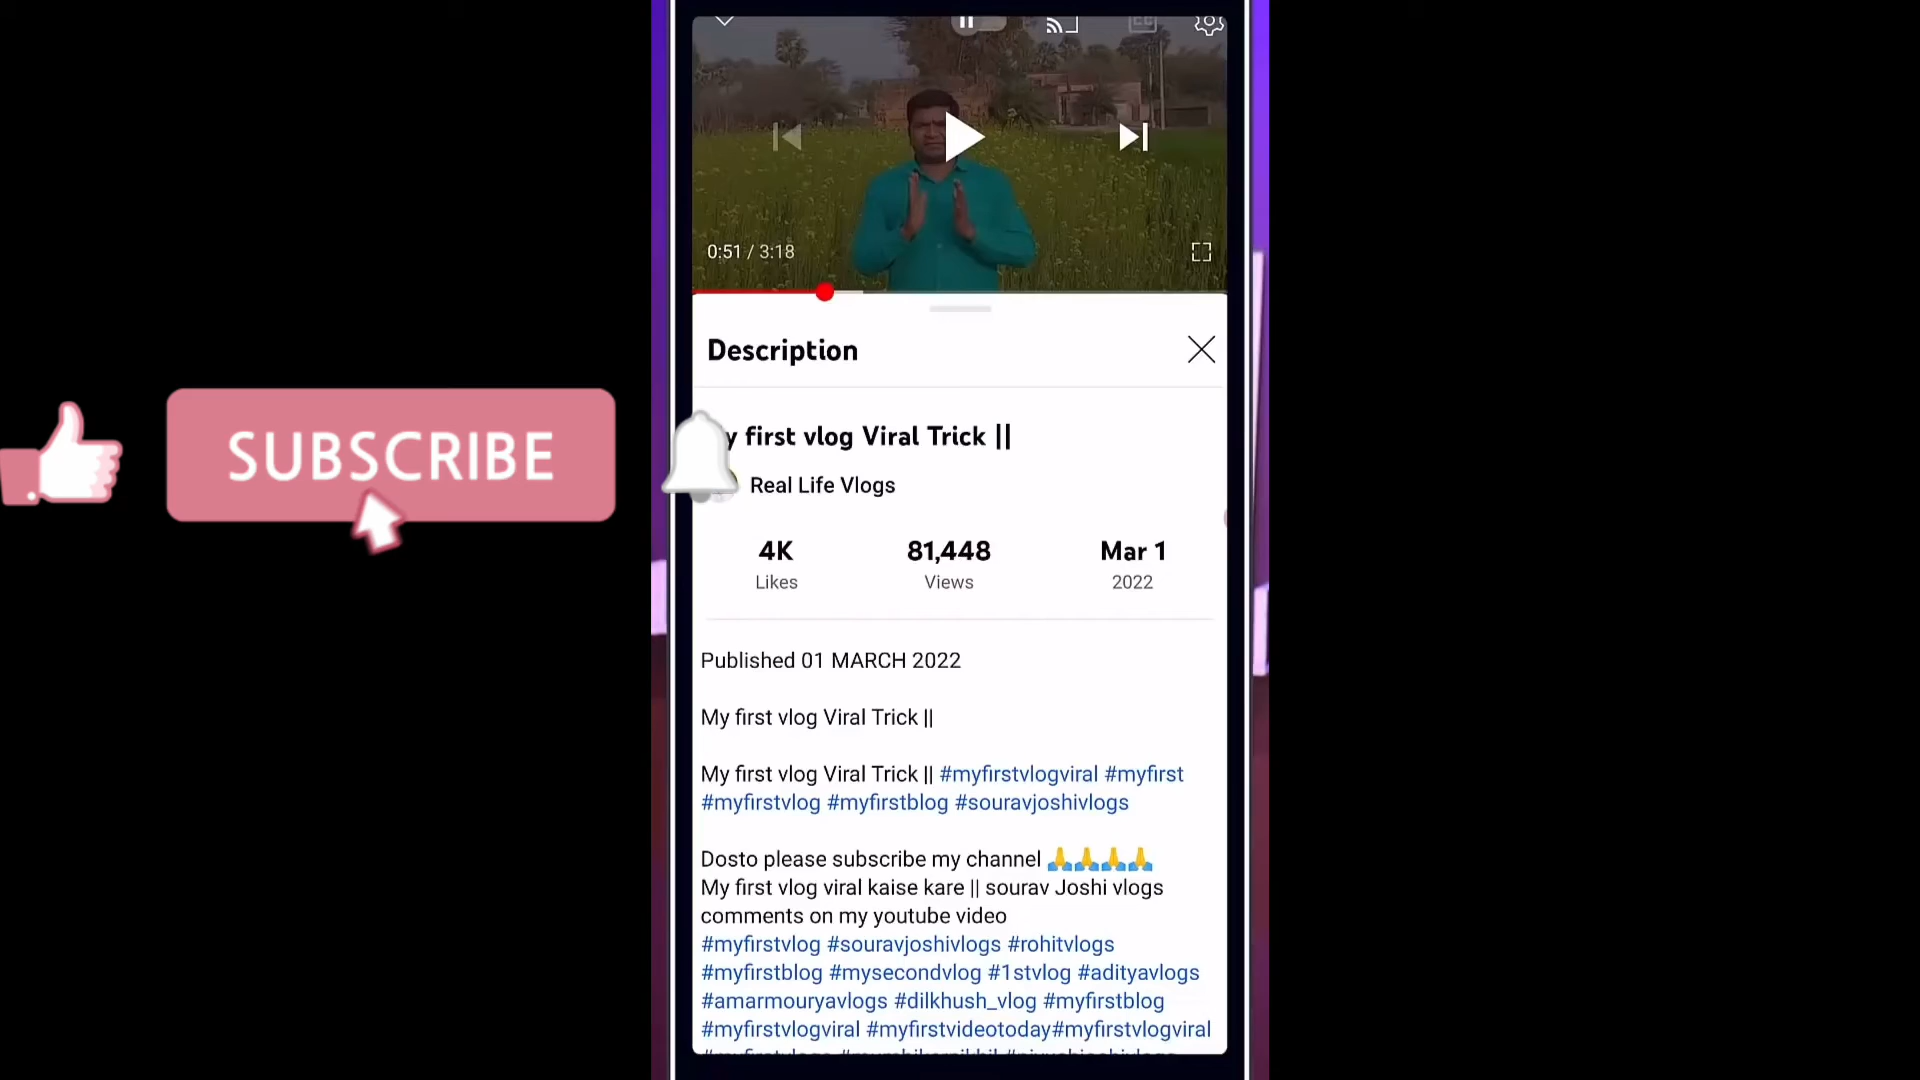 CC
0:51 / 3:18
Description
SUBSCRIBE
first vlog Viral Trick ||
Real Life Vlogs
4K
81,448
Mar 1
Likes
Views
2022
Published 01 MARCH 2022
My first vlog Viral Trick ||
My first vlog Viral Trick || #myfirstvlogviral #myfirst
#myfirstvlog #myfirstblog #souravjoshivlogs
Dosto please subscribe my channel 🙏🙏🙏🙏
My first vlog viral kaise kare || sourav Joshi vlogs
comments on my youtube video
#myfirstvlog #souravjoshivlogs #rohitvlogs
#myfirstblog #mysecondvlog #1stvlog #adityavlogs
#amarmouryavlogs #dilkhush_vlog #myfirstblog
#myfirstvlogviral #myfirstvideotoday#myfirstvlogviral